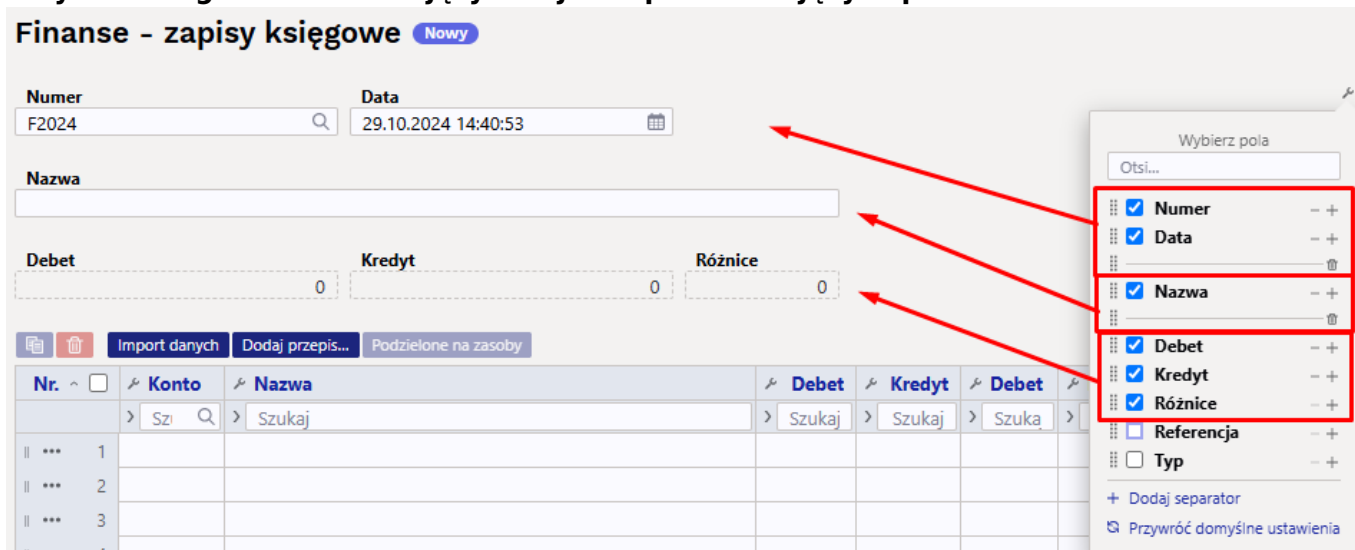 Finanse - zapisy księgowe Nowy
Numer Data
F2024 29.10.2024 14:40:53
Wybierz pola
Otsi...
Nazwa
Numer
Data
Debet Kredyt Różnice
0 0 0
Nazwa
Import danych Dodaj przepis... Podzielone na zasoby
Debet
Kredyt
Różnice
Referencja
Typ
+ Dodaj separator
Przywróć domyślne ustawienia
Nr. Konto Nazwa Debet Kredyt Debet
Szukaj Szukaj Szukaj
1
2
3